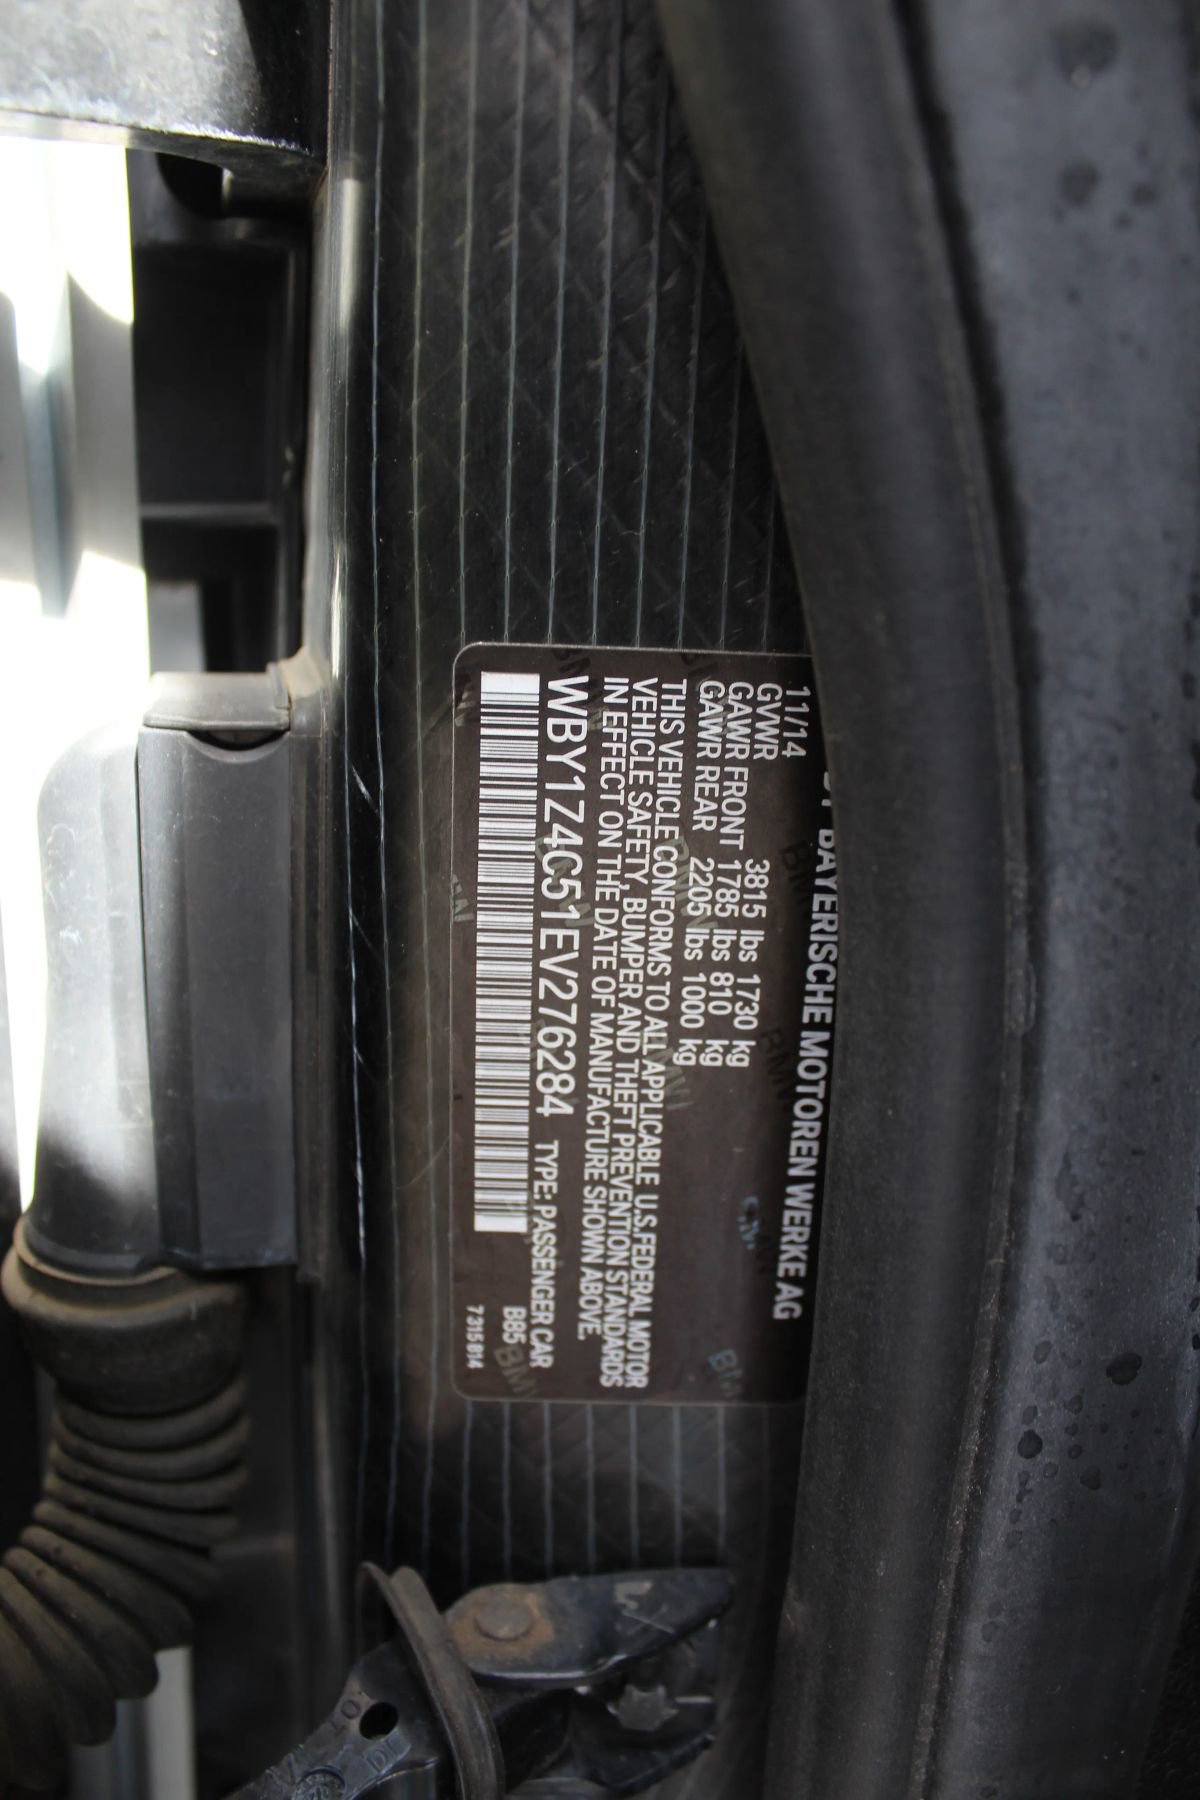 BAYERISCHE MOTOREN WERKE AG
11/14
GVWR 3815 lbs 1730 kg
GAWR FRONT 1785 lbs 810 kg
GAWR REAR 2205 lbs 1000 kg
THIS VEHICLE CONFORMS TO ALL APPLICABLE U.S.FEDERAL MOTOR
VEHICLE SAFETY, BUMPER AND THEFT PREVENTION STANDARDS
IN EFFECT ON THE DATE OF MANUFACTURE SHOWN ABOVE.
WBY1Z4C51EV276284 TYPE: PASSENGER CAR
B85
7315814